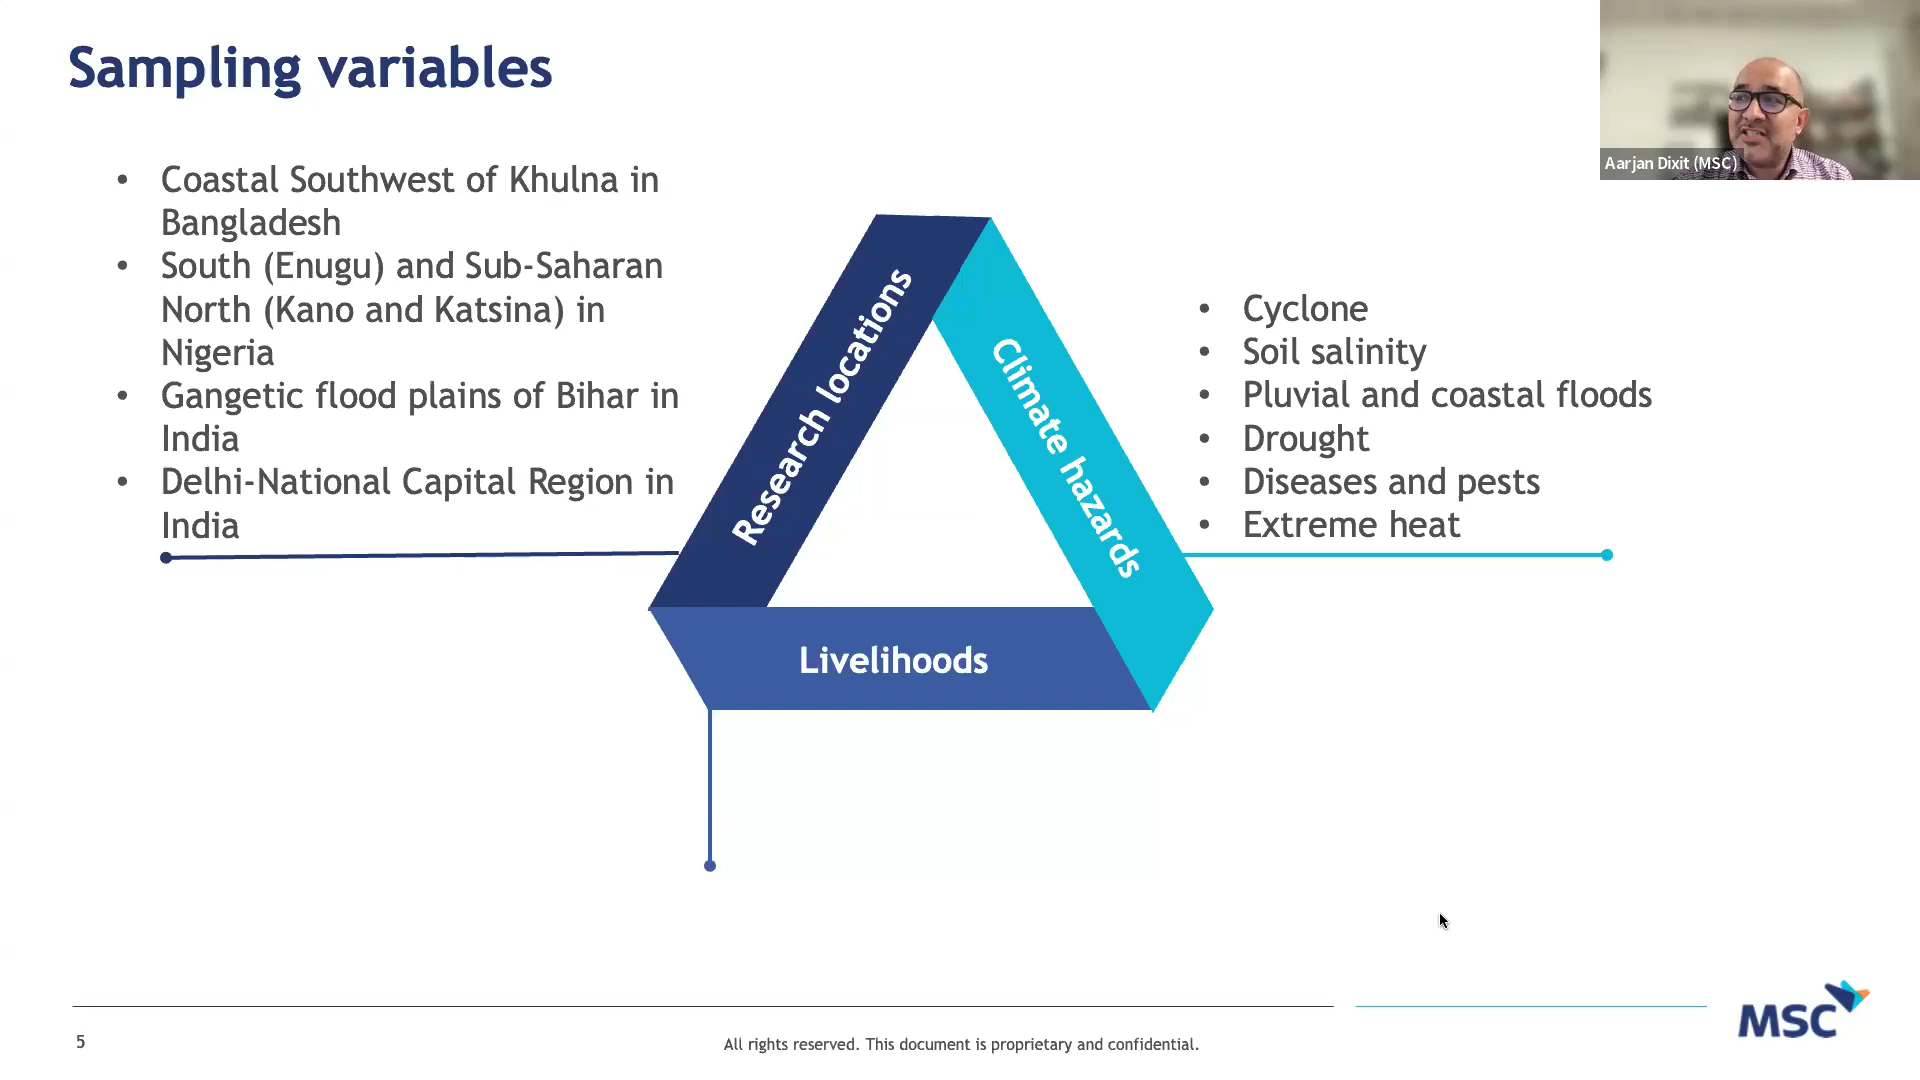 Sampling variables
Aarjan Dixit (MSC)
• Coastal Southwest of Khulna in
Bangladesh
• South (Enugu) and Sub-Saharan
North (Kano and Katsina) in
Nigeria
• Gangetic flood plains of Bihar in
India
• Delhi-National Capital Region in
India
Research locations
Climate hazards
Livelihoods
• Cyclone
• Soil salinity
• Pluvial and coastal floods
• Drought
• Diseases and pests
• Extreme heat
5
All rights reserved. This document is proprietary and confidential.
MSC